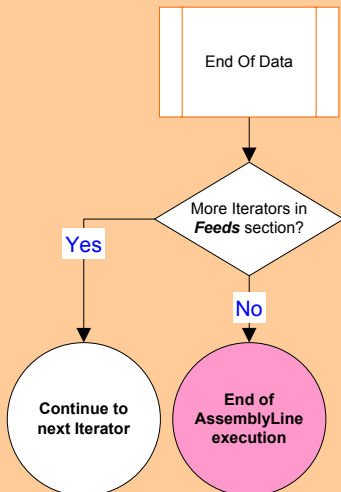 End Of Data
More Iterators in
Feeds section?
Yes
No
Continue to
next Iterator
End of
AssemblyLine
execution